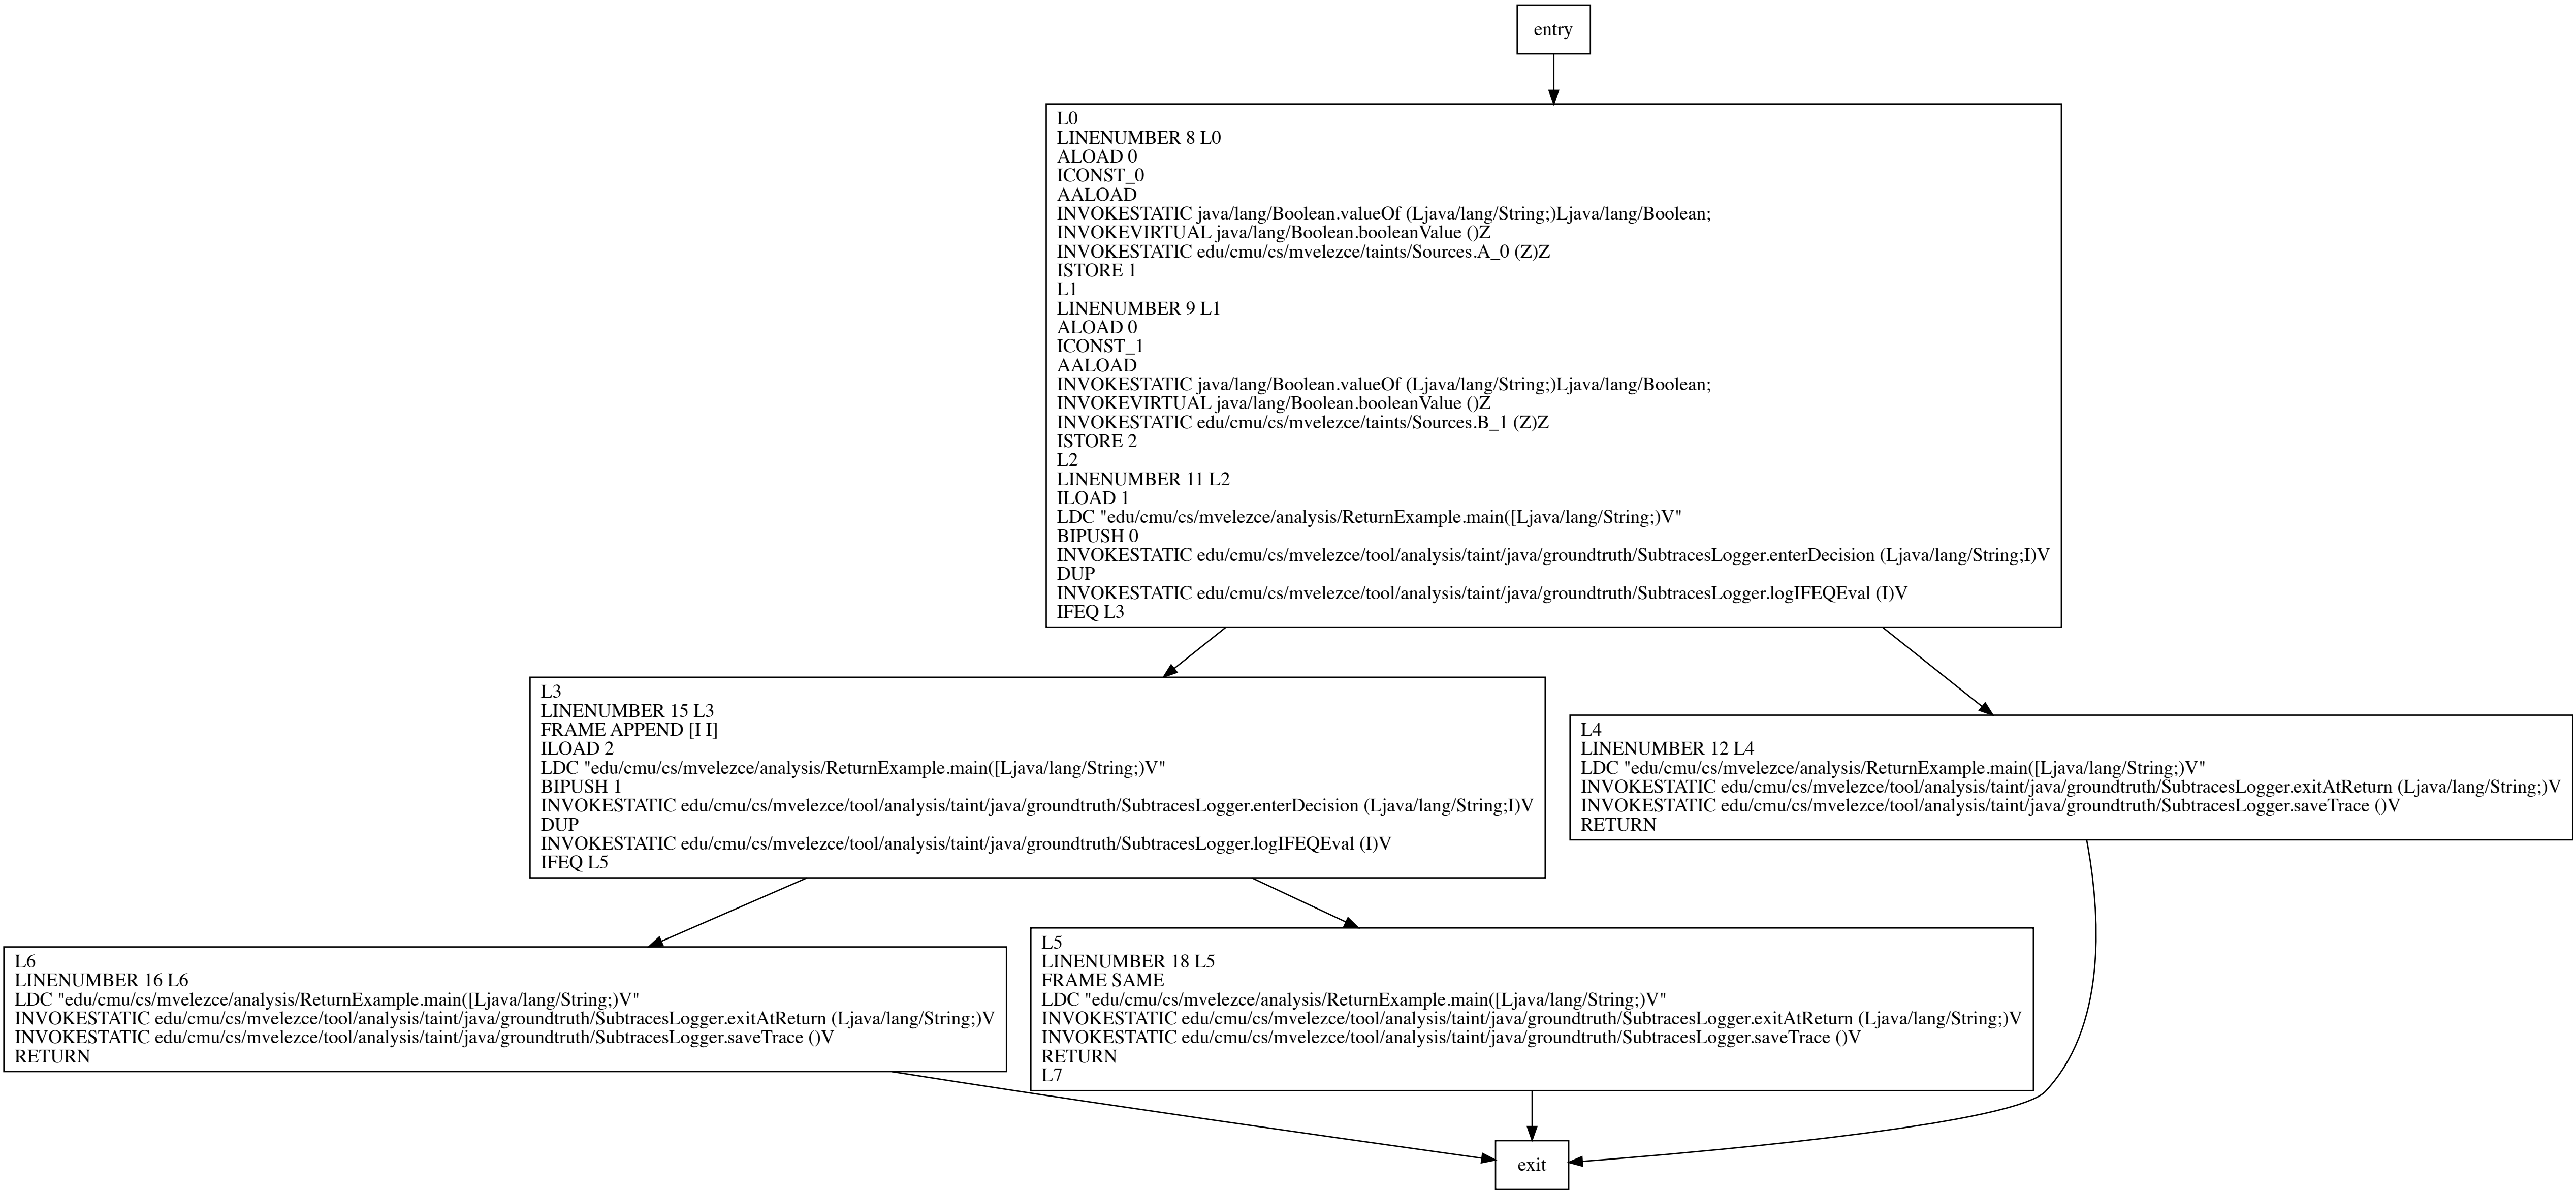 entry
L0
LINENUMBER 8 L0
ALOAD 0
ICONST_0
AALOAD
INVOKESTATIC java/lang/Boolean.valueOf (Ljava/lang/String;)Ljava/lang/Boolean;
INVOKEVIRTUAL java/lang/Boolean.booleanValue ()Z
INVOKESTATIC edu/cmu/cs/mvelezce/taints/Sources.A_0 (Z)Z
ISTORE 1
L1
LINENUMBER 9 L1
ALOAD 0
ICONST_1
AALOAD
INVOKESTATIC java/lang/Boolean.valueOf (Ljava/lang/String;)Ljava/lang/Boolean;
INVOKEVIRTUAL java/lang/Boolean.booleanValue ()Z
INVOKESTATIC edu/cmu/cs/mvelezce/taints/Sources.B_1 (Z)Z
ISTORE 2
L2
LINENUMBER 11 L2
ILOAD 1
LDC "edu/cmu/cs/mvelezce/analysis/ReturnExample.main([Ljava/lang/String;)V"
BIPUSH 0
INVOKESTATIC edu/cmu/cs/mvelezce/tool/analysis/taint/java/groundtruth/SubtracesLogger.enterDecision (Ljava/lang/String;I)V
DUP
INVOKESTATIC edu/cmu/cs/mvelezce/tool/analysis/taint/java/groundtruth/SubtracesLogger.logIFEQEval (I)V
IFEQ L3
L3
LINENUMBER 15 L3
FRAME APPEND [I I]
ILOAD 2
LDC "edu/cmu/cs/mvelezce/analysis/ReturnExample.main([Ljava/lang/String;)V"
BIPUSH 1
INVOKESTATIC edu/cmu/cs/mvelezce/tool/analysis/taint/java/groundtruth/SubtracesLogger.enterDecision (Ljava/lang/String;I)V
DUP
INVOKESTATIC edu/cmu/cs/mvelezce/tool/analysis/taint/java/groundtruth/SubtracesLogger.logIFEQEval (I)V
IFEQ L5
L4
LINENUMBER 12 L4
LDC "edu/cmu/cs/mvelezce/analysis/ReturnExample.main([Ljava/lang/String;)V"
INVOKESTATIC edu/cmu/cs/mvelezce/tool/analysis/taint/java/groundtruth/SubtracesLogger.exitAtReturn (Ljava/lang/String;)V
INVOKESTATIC edu/cmu/cs/mvelezce/tool/analysis/taint/java/groundtruth/SubtracesLogger.saveTrace ()V
RETURN
L6
LINENUMBER 16 L6
LDC "edu/cmu/cs/mvelezce/analysis/ReturnExample.main([Ljava/lang/String;)V"
INVOKESTATIC edu/cmu/cs/mvelezce/tool/analysis/taint/java/groundtruth/SubtracesLogger.exitAtReturn (Ljava/lang/String;)V
INVOKESTATIC edu/cmu/cs/mvelezce/tool/analysis/taint/java/groundtruth/SubtracesLogger.saveTrace ()V
RETURN
L5
LINENUMBER 18 L5
FRAME SAME
LDC "edu/cmu/cs/mvelezce/analysis/ReturnExample.main([Ljava/lang/String;)V"
INVOKESTATIC edu/cmu/cs/mvelezce/tool/analysis/taint/java/groundtruth/SubtracesLogger.exitAtReturn (Ljava/lang/String;)V
INVOKESTATIC edu/cmu/cs/mvelezce/tool/analysis/taint/java/groundtruth/SubtracesLogger.saveTrace ()V
RETURN
L7
exit